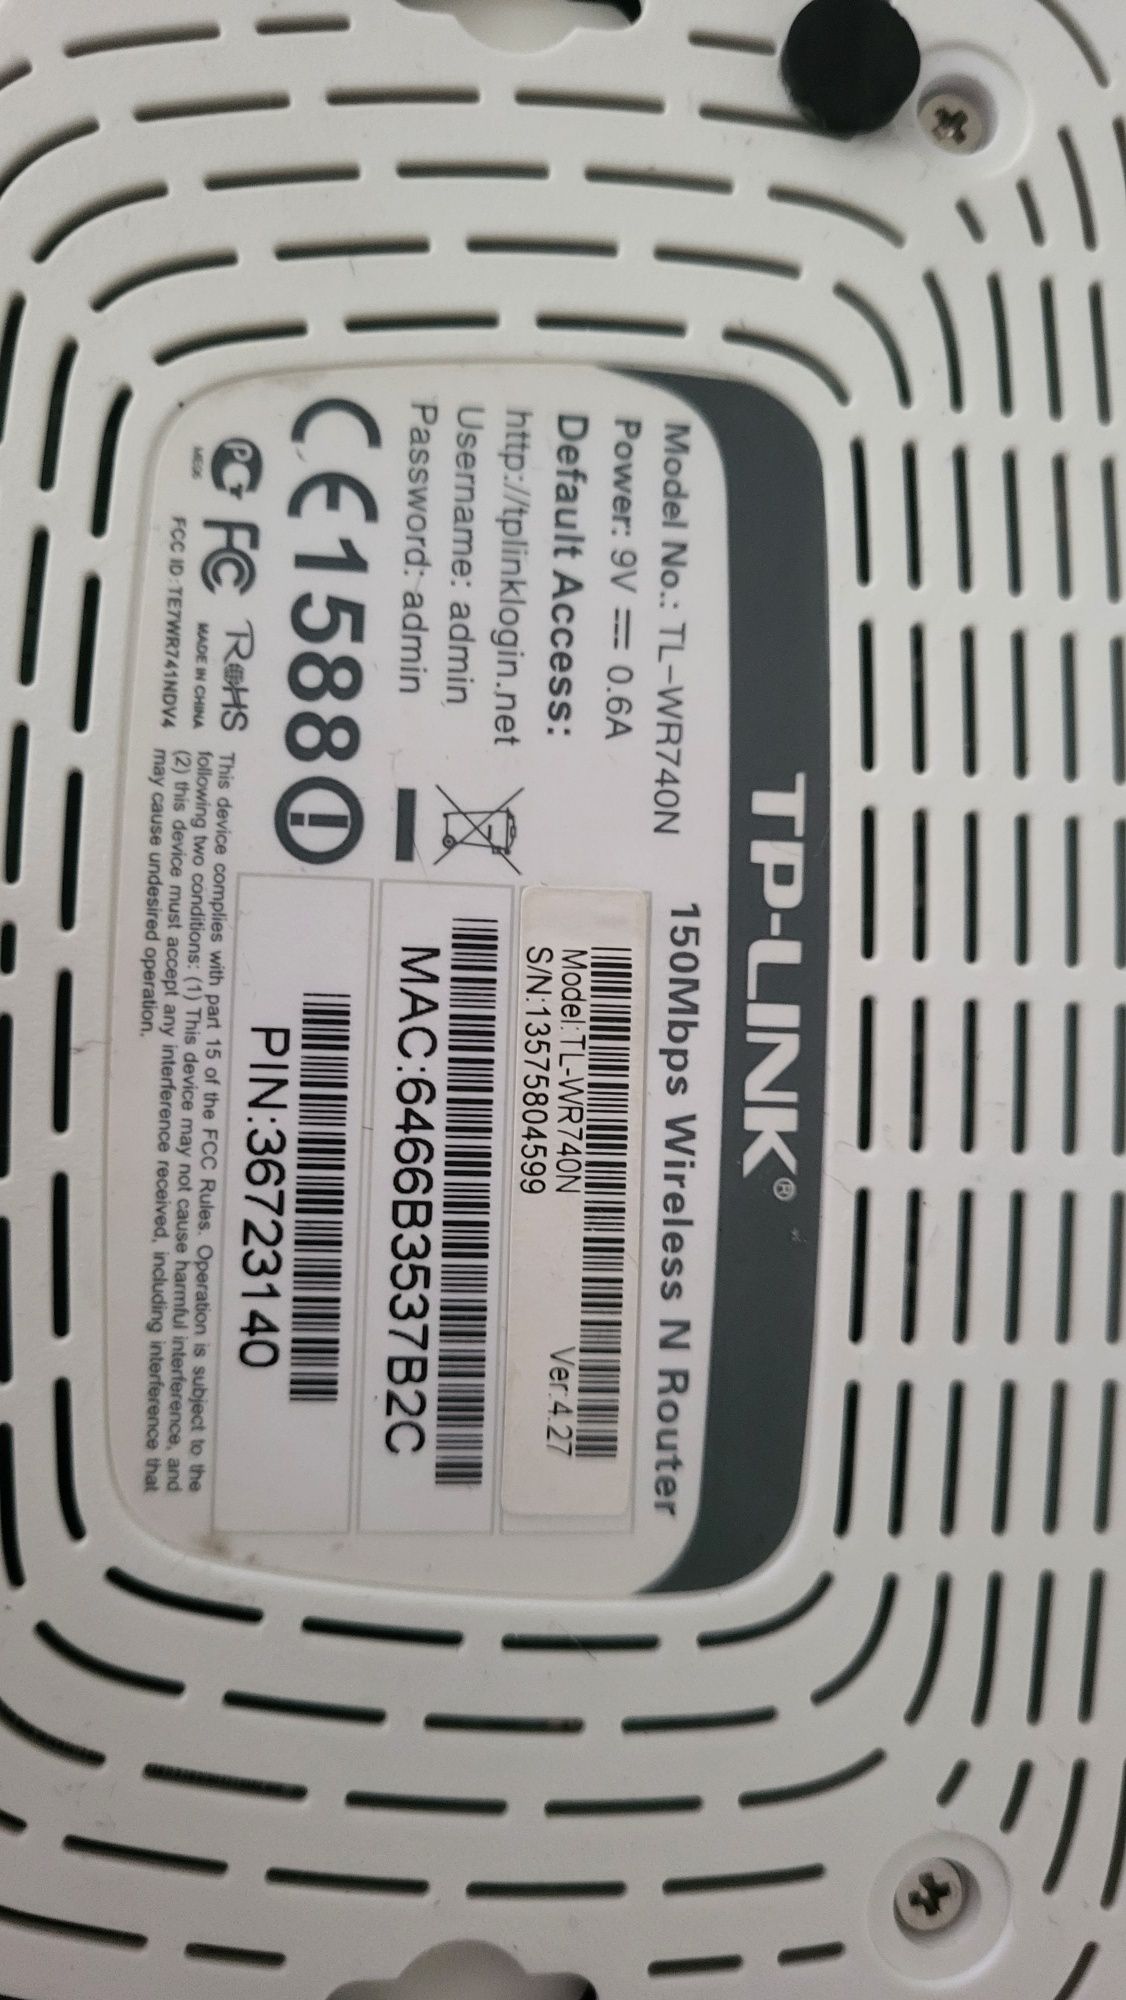 TP-LINK®
Model No.: TL-WR740N
150Mbps Wireless N Router
Power: 9V ⎓ 0.6A
Default Access:
http://tplinklogin.net
Username: admin
Password: admin
Model:TL-WR740N Ver:4.27
S/N:13575804599
MAC:6466B3537B2C
CE1588
PIN:36723140
PCT FC RoHS
ME06
MADE IN CHINA
FCC ID:TE7WR741NDV4
This device complies with part 15 of the FCC Rules. Operation is subject to the
following two conditions: (1) This device may not cause harmful interference, and
(2) this device must accept any interference received, including interference that
may cause undesired operation.